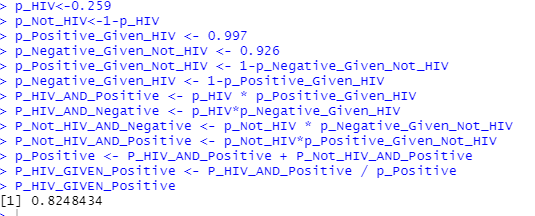 > p_HIV<-0.259
> p_Not_HIV<-1-p_HIV
> p_Positive_Given_HIV <- 0.997
> p_Negative_Given_Not_HIV <- 0.926
> p_Positive_Given_Not_HIV <- 1-p_Negative_Given_Not_HIV
> p_Negative_Given_HIV <- 1-p_Positive_Given_HIV
> P_HIV_AND_Positive <- p_HIV * p_Positive_Given_HIV
> P_HIV_AND_Negative <- p_HIV*p_Negative_Given_HIV
> P_Not_HIV_AND_Negative <- p_Not_HIV * p_Negative_Given_Not_HIV
> P_Not_HIV_AND_Positive <- p_Not_HIV*p_Positive_Given_Not_HIV
> p_Positive <- P_HIV_AND_Positive + P_Not_HIV_AND_Positive
> P_HIV_GIVEN_Positive <- P_HIV_AND_Positive / p_Positive
> P_HIV_GIVEN_Positive
[1] 0.8248434
>